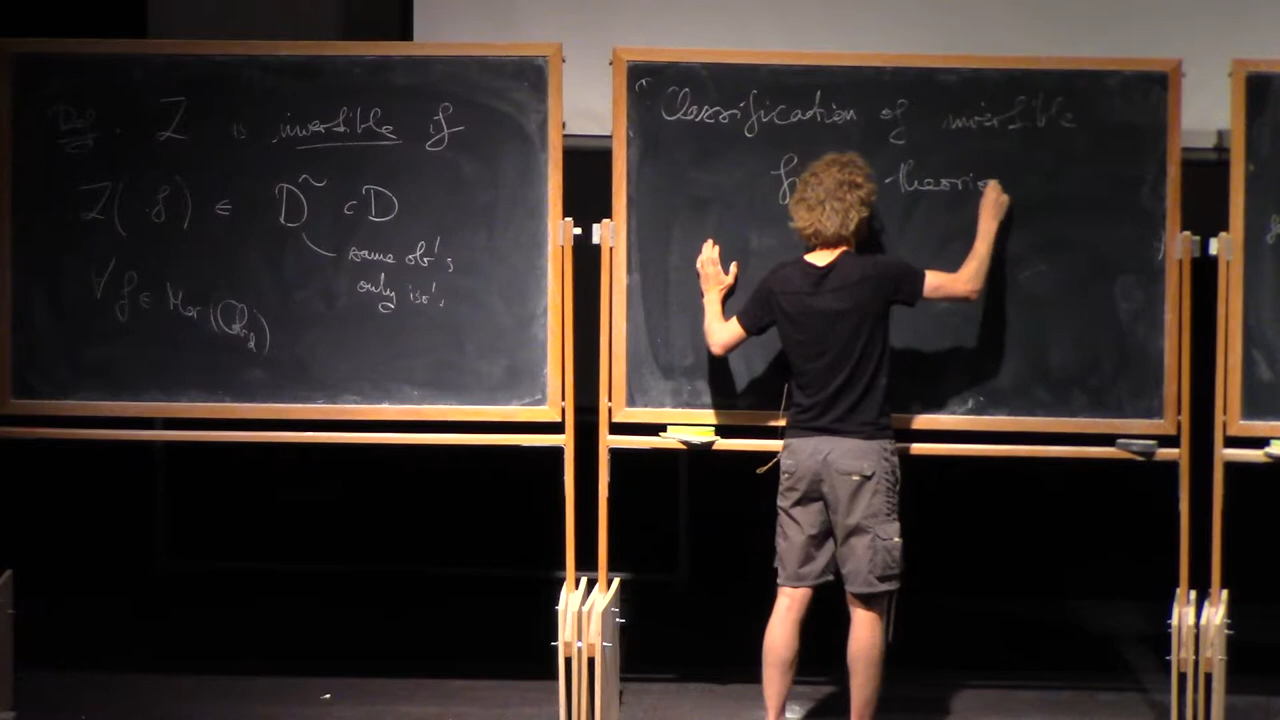 Def. Z is invertible if
Z(f) ∈ D~ ⊂ D
same ob's
only iso's
∀ f ∈ Mor(Cob_d)
Classification of invertible
theories